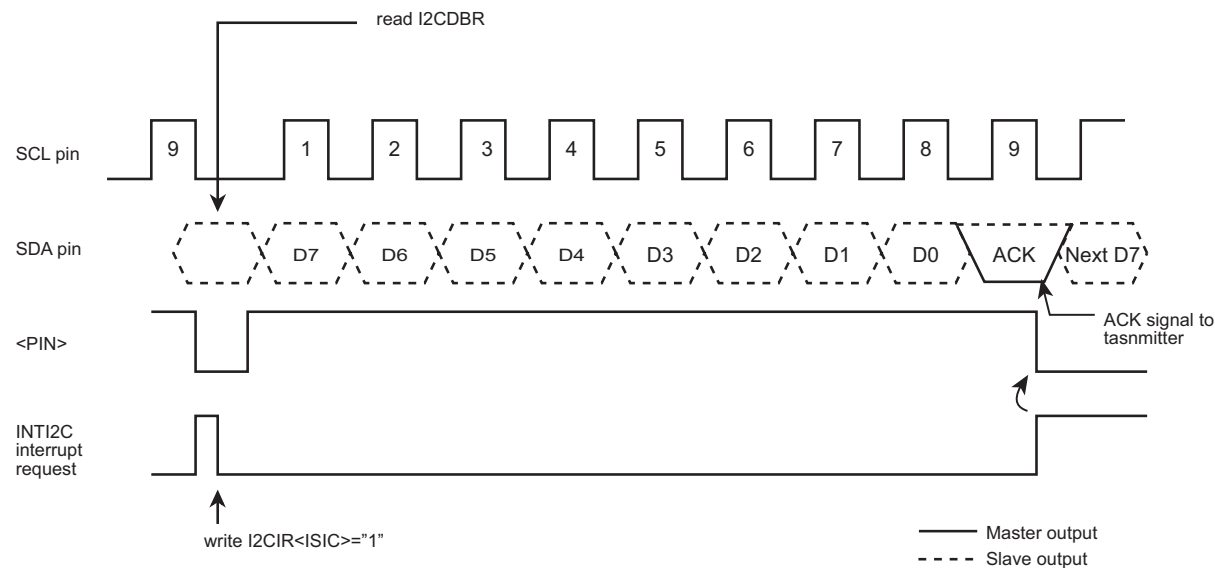 read I2CDBR
SCL pin
9 1 2 3 4 5 6 7 8 9
SDA pin
D7 D6 D5 D4 D3 D2 D1 D0 ACK Next D7
<PIN>
ACK signal to
tasnmitter
INTI2C
interrupt
request
write I2CIR<ISIC>="1"
Master output
Slave output